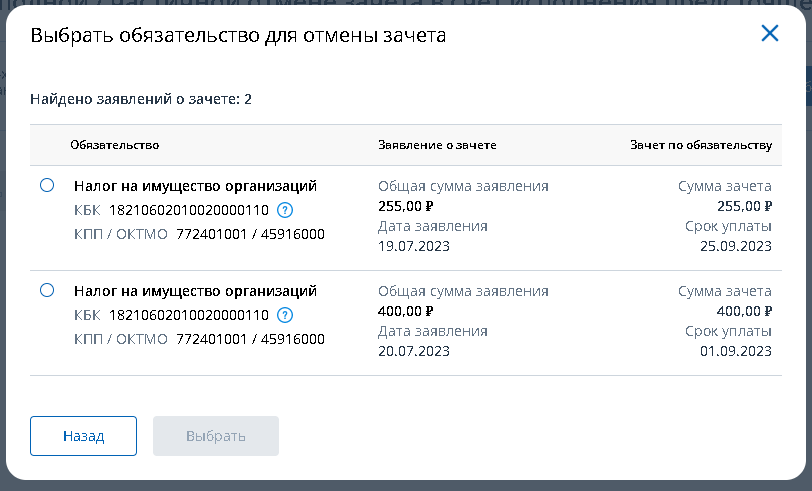 Выбрать обязательство для отмены зачета
Найдено заявлений о зачете: 2
Обязательство Заявление о зачете Зачет по обязательству
Налог на имущество организаций Общая сумма заявления Сумма зачета
КБК 18210602010020000110 ? 255,00 ₽ 255,00 ₽
КПП / ОКТМО 772401001 / 45916000 Дата заявления Срок уплаты
19.07.2023 25.09.2023
Налог на имущество организаций Общая сумма заявления Сумма зачета
КБК 18210602010020000110 ? 400,00 ₽ 400,00 ₽
КПП / ОКТМО 772401001 / 45916000 Дата заявления Срок уплаты
20.07.2023 01.09.2023
Назад Выбрать